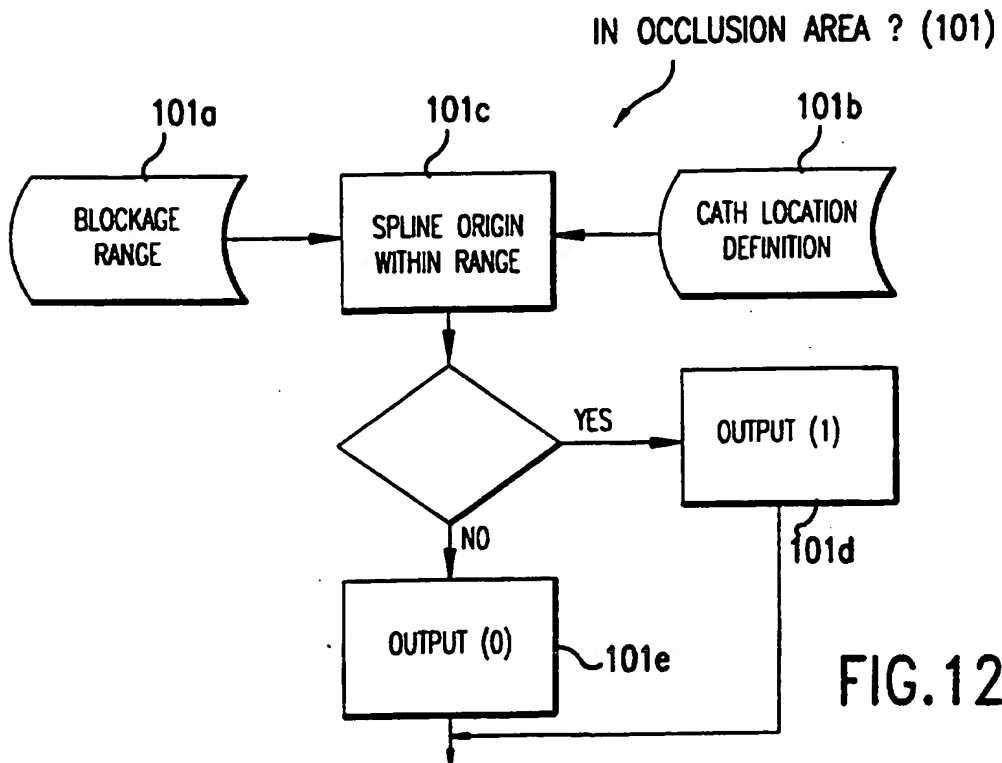 IN OCCLUSION AREA ? (101)
101a
101c
101b
BLOCKAGE
RANGE
SPLINE ORIGIN
WITHIN RANGE
CATH LOCATION
DEFINITION
YES
OUTPUT (1)
NO
101d
OUTPUT (0)
101e
FIG.12